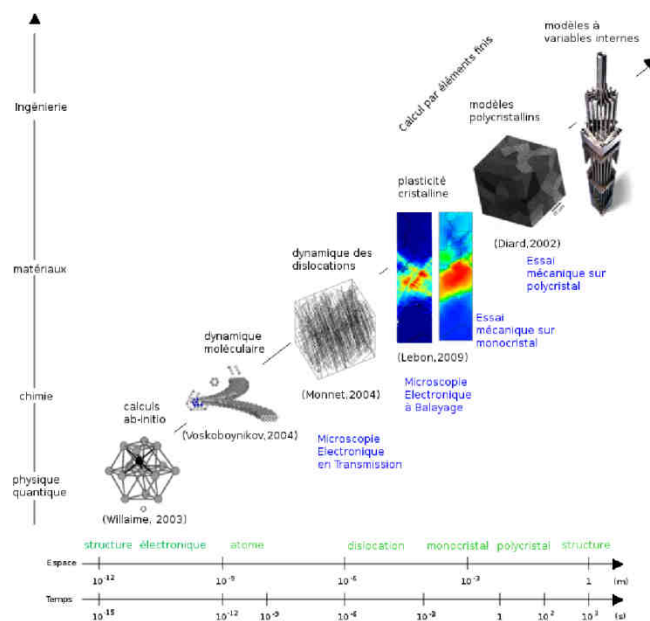 modèles à
variables internes
Calcul par éléments finis
Ingénierie
modèles
polycristallins
plasticité
cristalline
(Diard,2002)
matériaux
dynamique des
dislocations
Essai
mécanique sur
polycristal
Essai
mécanique sur
monocristal
dynamique
moléculaire
(Lebon,2009)
chimie
calculs
ab-initio
(Monnet,2004)
Microscopie
Electronique
à Balayage
(Voskoboynikov,2004)
Microscopie
Electronique
en Transmission
physique
quantique
(Willaime, 2003)
structure électronique atome dislocation monocristal polycristal structure
Espace
10⁻¹² 10⁻⁹ 10⁻⁶ 10⁻³ 1 (m)
Temps
10⁻¹⁵ 10⁻¹² 10⁻⁹ 10⁻⁶ 10⁻³ 1 10² 10³ (s)